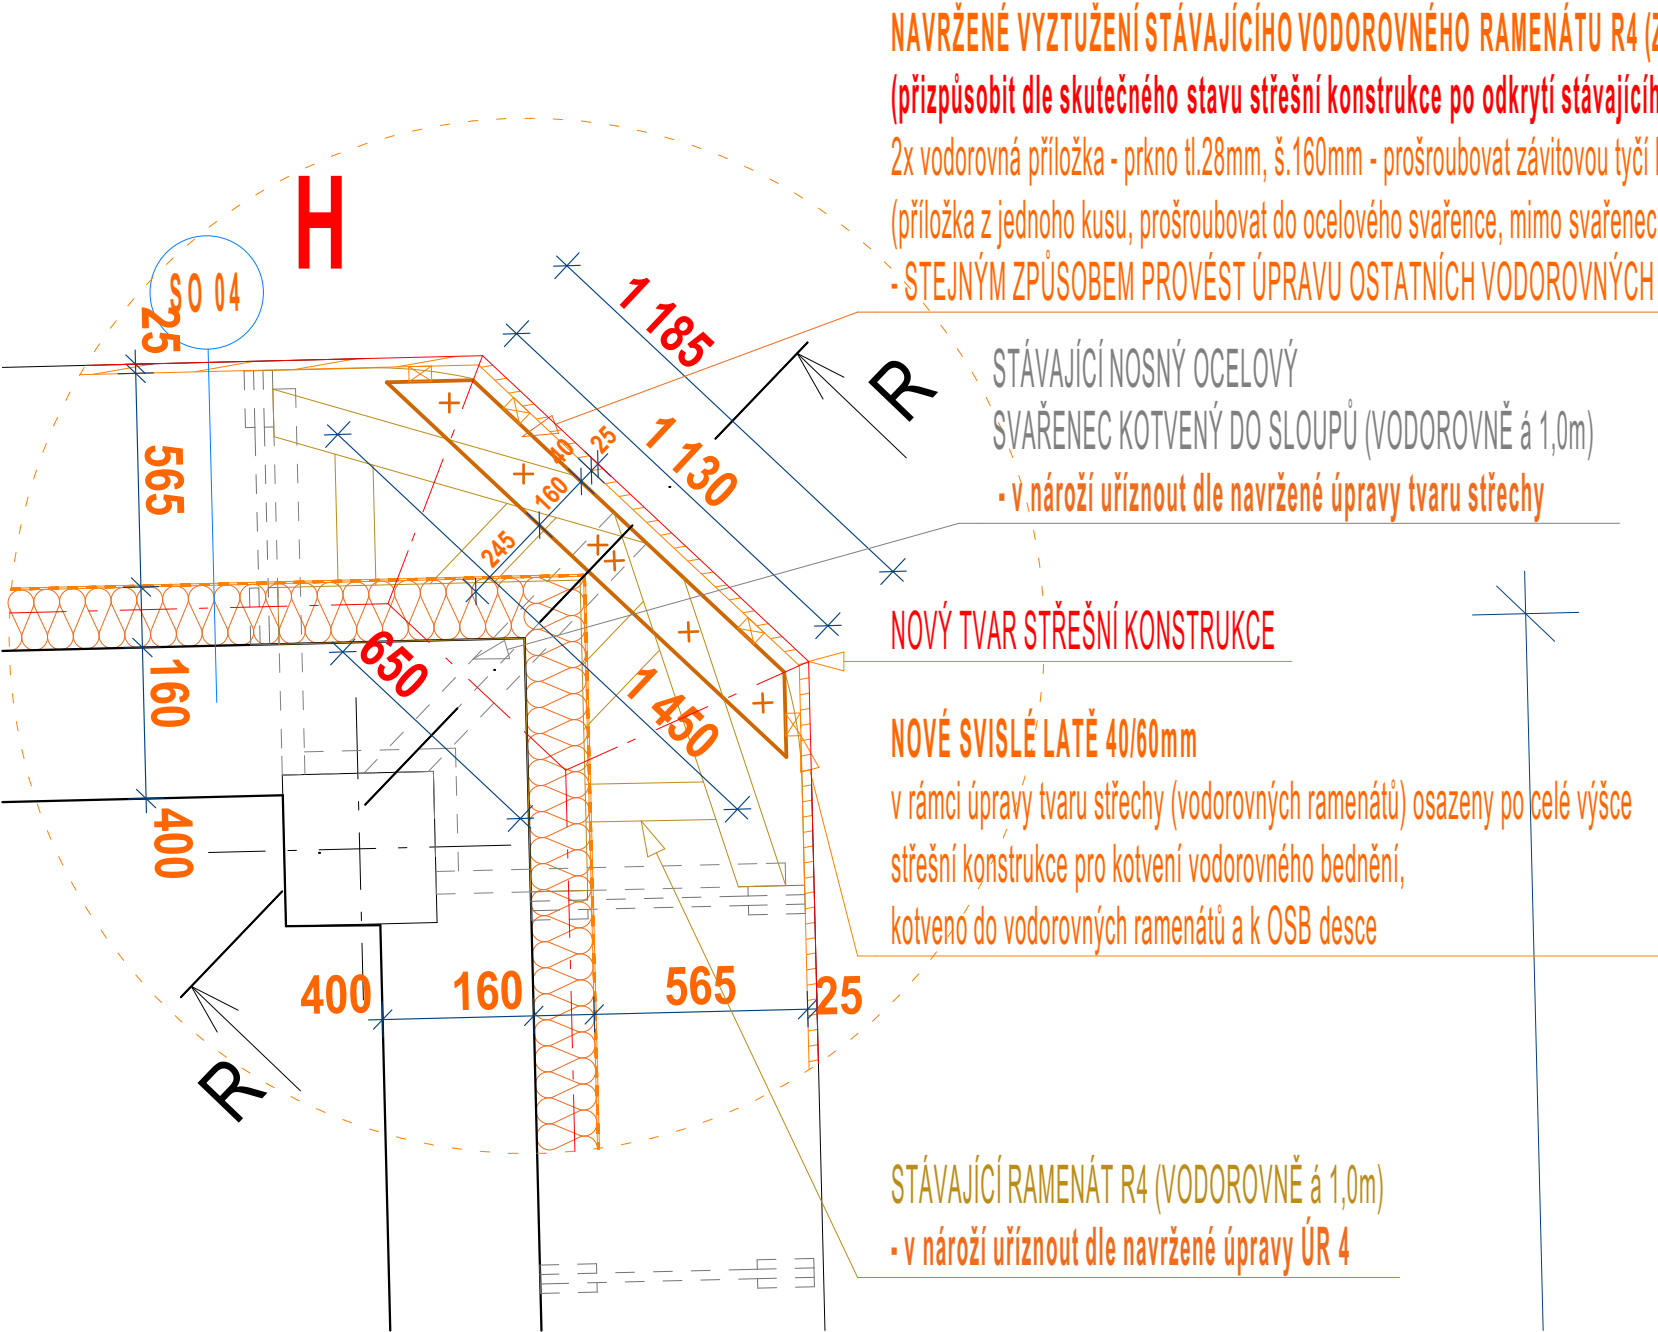 NAVRŽENÉ VYZTUŽENÍ STÁVAJÍCÍHO VODOROVNÉHO RAMENÁTU R4 (
(přizpůsobit dle skutečného stavu střešní konstrukce po odkrytí stávajícíh
2x vodorovná příložka - prkno tl.28mm, š.160mm - prošroubovat závitovou tyčí
(příložka z jednoho kusu, prošroubovat do ocelového svařence, mimo svařenec
- STEJNÝM ZPŮSOBEM PROVÉST ÚPRAVU OSTATNÍCH VODOROVNÝCH
H
SO 04
25
1 185
R
STÁVAJÍCÍ NOSNÝ OCELOVÝ
SVAŘENEC KOTVENÝ DO SLOUPŮ (VODOROVNĚ á 1,0m)
- v nároží uříznout dle navržené úpravy tvaru střechy
565
40
25
1 130
160
245
NOVÝ TVAR STŘEŠNÍ KONSTRUKCE
160
650
1 450
NOVÉ SVISLÉ LATĚ 40/60mm
v rámci úpravy tvaru střechy (vodorovných ramenátů) osazeny po celé výšce
střešní konstrukce pro kotvení vodorovného bednění,
kotveno do vodorovných ramenátů a k OSB desce
400
400
160
565
25
R
STÁVAJÍCÍ RAMENÁT R4 (VODOROVNĚ á 1,0m)
- v nároží uříznout dle navržené úpravy ÚR 4